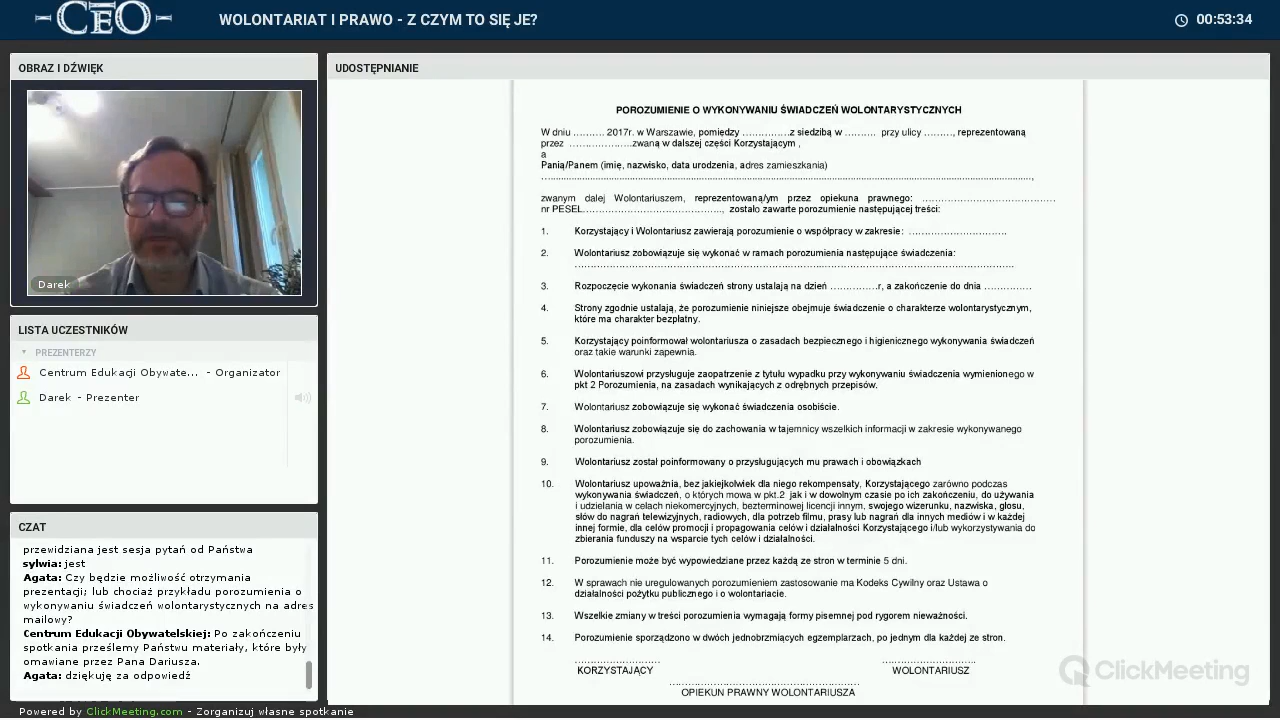 CEO
WOLONTARIAT I PRAWO - Z CZYM TO SIĘ JE?
00:53:34
OBRAZ I DŹWIĘK
Darek
LISTA UCZESTNIKÓW
PREZENTERZY
Centrum Edukacji Obywate... - Organizator
Darek - Prezenter
CZAT
przewidziana jest sesja pytań od Państwa
sylwia: jest
Agata: Czy będzie możliwość otrzymania
prezentacji; lub chociaż przykładu porozumienia o
wykonywaniu świadczeń wolontarystycznych na adres
mailowy?
Centrum Edukacji Obywatelskiej: Po zakończeniu
spotkania prześlemy Państwu materiały, które były
omawiane przez Pana Dariusza.
Agata: dziękuję za odpowiedź
Powered by ClickMeeting.com - Zorganizuj własne spotkanie
UDOSTĘPNIANIE
POROZUMIENIE O WYKONYWANIU ŚWIADCZEŃ WOLONTARYSTYCZNYCH
W dniu ………. 2017r. w Warszawie, pomiędzy ……………z siedzibą w ………. przy ulicy ………, reprezentowaną
przez …………………zwaną w dalszej części Korzystającym ,
a
Panią/Panem (imię, nazwisko, data urodzenia, adres zamieszkania)
……………………………………………………………………………………………………………………………………,
zwanym dalej Wolontariuszem, reprezentowaną/ym przez opiekuna prawnego: …………………………………
nr PESEL……………………………………, zostało zawarte porozumienie następującej treści:
1. Korzystający i Wolontariusz zawierają porozumienie o współpracy w zakresie: …………………………
2. Wolontariusz zobowiązuje się wykonać w ramach porozumienia następujące świadczenia:
……………………………………………………………………………………………………………………
3. Rozpoczęcie wykonania świadczeń strony ustalają na dzień ……………r, a zakończenie do dnia ……………
4. Strony zgodnie ustalają, że porozumienie niniejsze obejmuje świadczenie o charakterze wolontarystycznym,
które ma charakter bezpłatny.
5. Korzystający poinformował wolontariusza o zasadach bezpiecznego i higienicznego wykonywania świadczeń
oraz takie warunki zapewnia.
6. Wolontariuszowi przysługuje zaopatrzenie z tytułu wypadku przy wykonywaniu świadczenia wymienionego w
pkt 2 Porozumienia, na zasadach wynikających z odrębnych przepisów.
7. Wolontariusz zobowiązuje się wykonać świadczenia osobiście.
8. Wolontariusz zobowiązuje się do zachowania w tajemnicy wszelkich informacji w zakresie wykonywanego
porozumienia.
9. Wolontariusz został poinformowany o przysługujących mu prawach i obowiązkach
10. Wolontariusz upoważnia, bez jakiejkolwiek dla niego rekompensaty, Korzystającego zarówno podczas
wykonywania świadczeń, o których mowa w pkt.2 jak i w dowolnym czasie po ich zakończeniu, do używania
i udzielania w celach niekomercyjnych, bezterminowej licencji innym, swojego wizerunku, nazwiska, głosu,
słów do nagrań telewizyjnych, radiowych, dla potrzeb filmu, prasy lub nagrań dla innych mediów i w każdej
innej formie, dla celów promocji i propagowania celów i działalności Korzystającego i/lub wykorzystywania do
zbierania funduszy na wsparcie tych celów i działalności.
11. Porozumienie może być wypowiedziane przez każdą ze stron w terminie 5 dni.
12. W sprawach nie uregulowanych porozumieniem zastosowanie ma Kodeks Cywilny oraz Ustawa o
działalności pożytku publicznego i o wolontariacie.
13. Wszelkie zmiany w treści porozumienia wymagają formy pisemnej pod rygorem nieważności.
14. Porozumienie sporządzono w dwóch jednobrzmiących egzemplarzach, po jednym dla każdej ze stron.
……………………… ………………………
KORZYSTAJĄCY WOLONTARIUSZ
……………………………………………………
OPIEKUN PRAWNY WOLONTARIUSZA
ClickMeeting